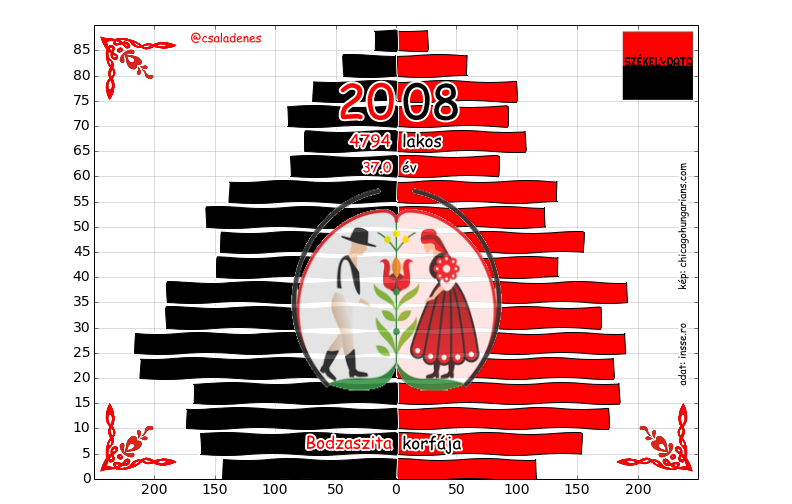 @csaladenes
SZÉKELYDATA
2008
4794 lakos
37.0 év
kép: chicagohungarians.com
adat: insse.ro
Bodzaszita korfája
85
80
75
70
65
60
55
50
45
40
35
30
25
20
15
10
5
0
200 150 100 50 0 50 100 150 200